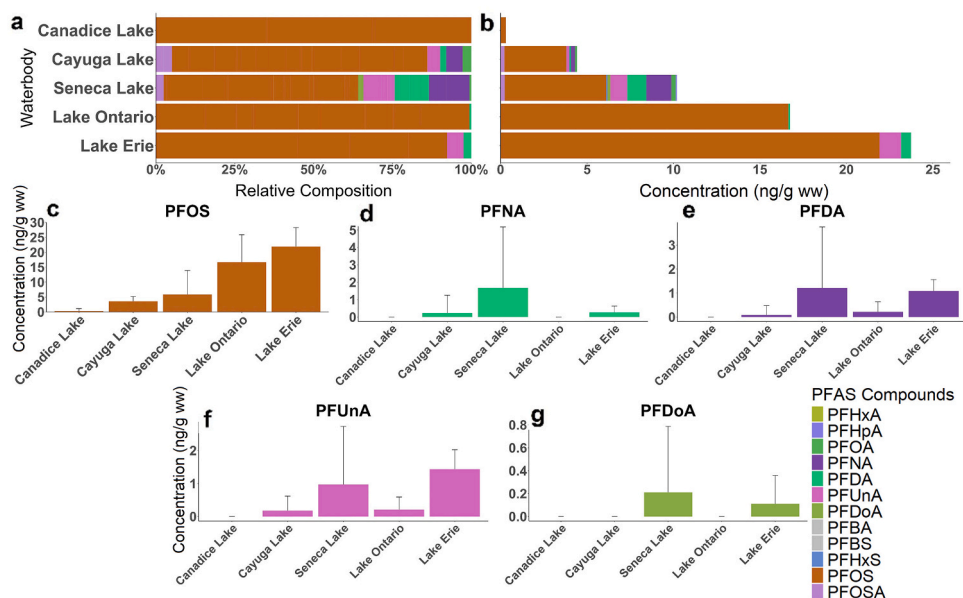 a
b
Waterbody
Canadice Lake
Cayuga Lake
Seneca Lake
Lake Ontario
Lake Erie
0% 25% 50% 75% 100%
0 5 10 15 20 25
Relative Composition
Concentration (ng/g ww)
c
PFOS
Concentration (ng/g ww)
30
25
20
15
10
5
0
Canadice Lake
Cayuga Lake
Seneca Lake
Lake Ontario
Lake Erie
d
PFNA
5
4
3
2
1
0
Canadice Lake
Cayuga Lake
Seneca Lake
Lake Ontario
Lake Erie
e
PFDA
3
2
1
0
Canadice Lake
Cayuga Lake
Seneca Lake
Lake Ontario
Lake Erie
f
PFUnA
Concentration (ng/g ww)
2
1
0
Canadice Lake
Cayuga Lake
Seneca Lake
Lake Ontario
Lake Erie
g
PFDoA
0.8
0.6
0.4
0.2
0.0
Canadice Lake
Cayuga Lake
Seneca Lake
Lake Ontario
Lake Erie
PFAS Compounds
PFHxA
PFHpA
PFOA
PFNA
PFDA
PFUnA
PFDoA
PFBA
PFBS
PFHxS
PFOS
PFOSA